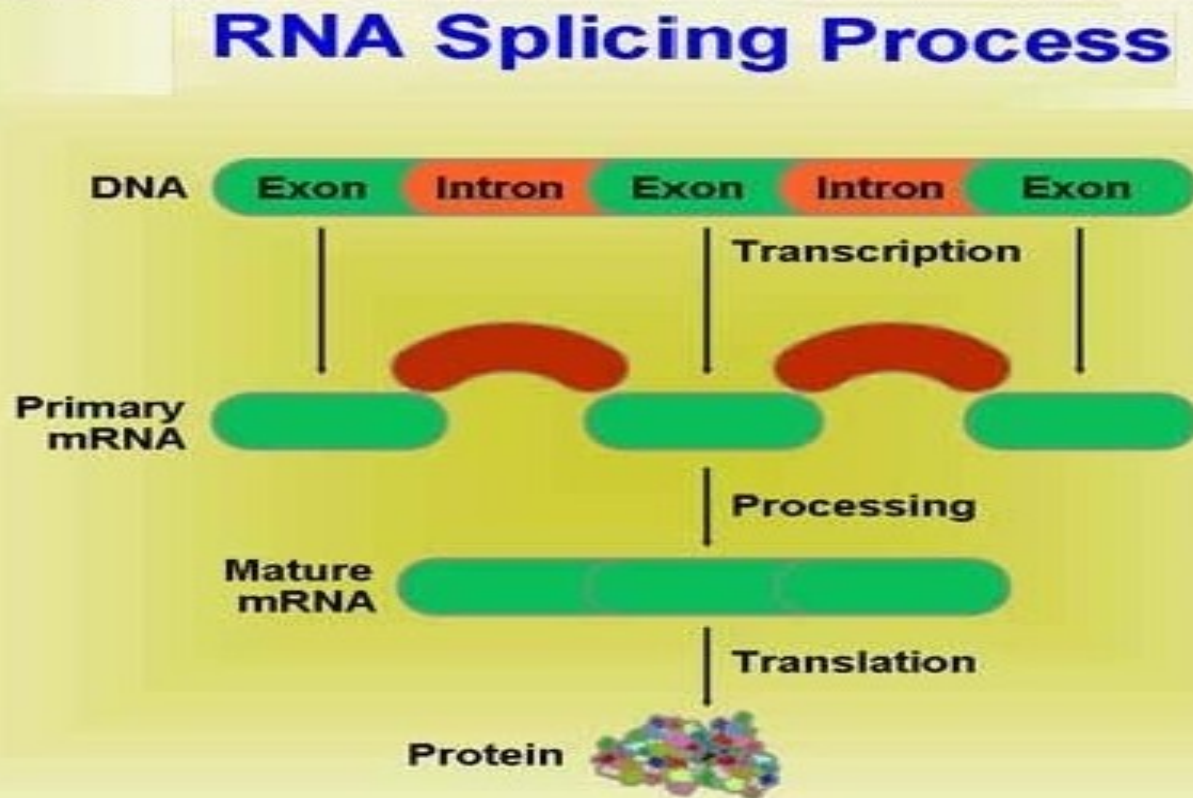 RNA Splicing Process
DNA Exon Intron Exon Intron Exon
Transcription
Primary
mRNA
Processing
Mature
mRNA
Translation
Protein